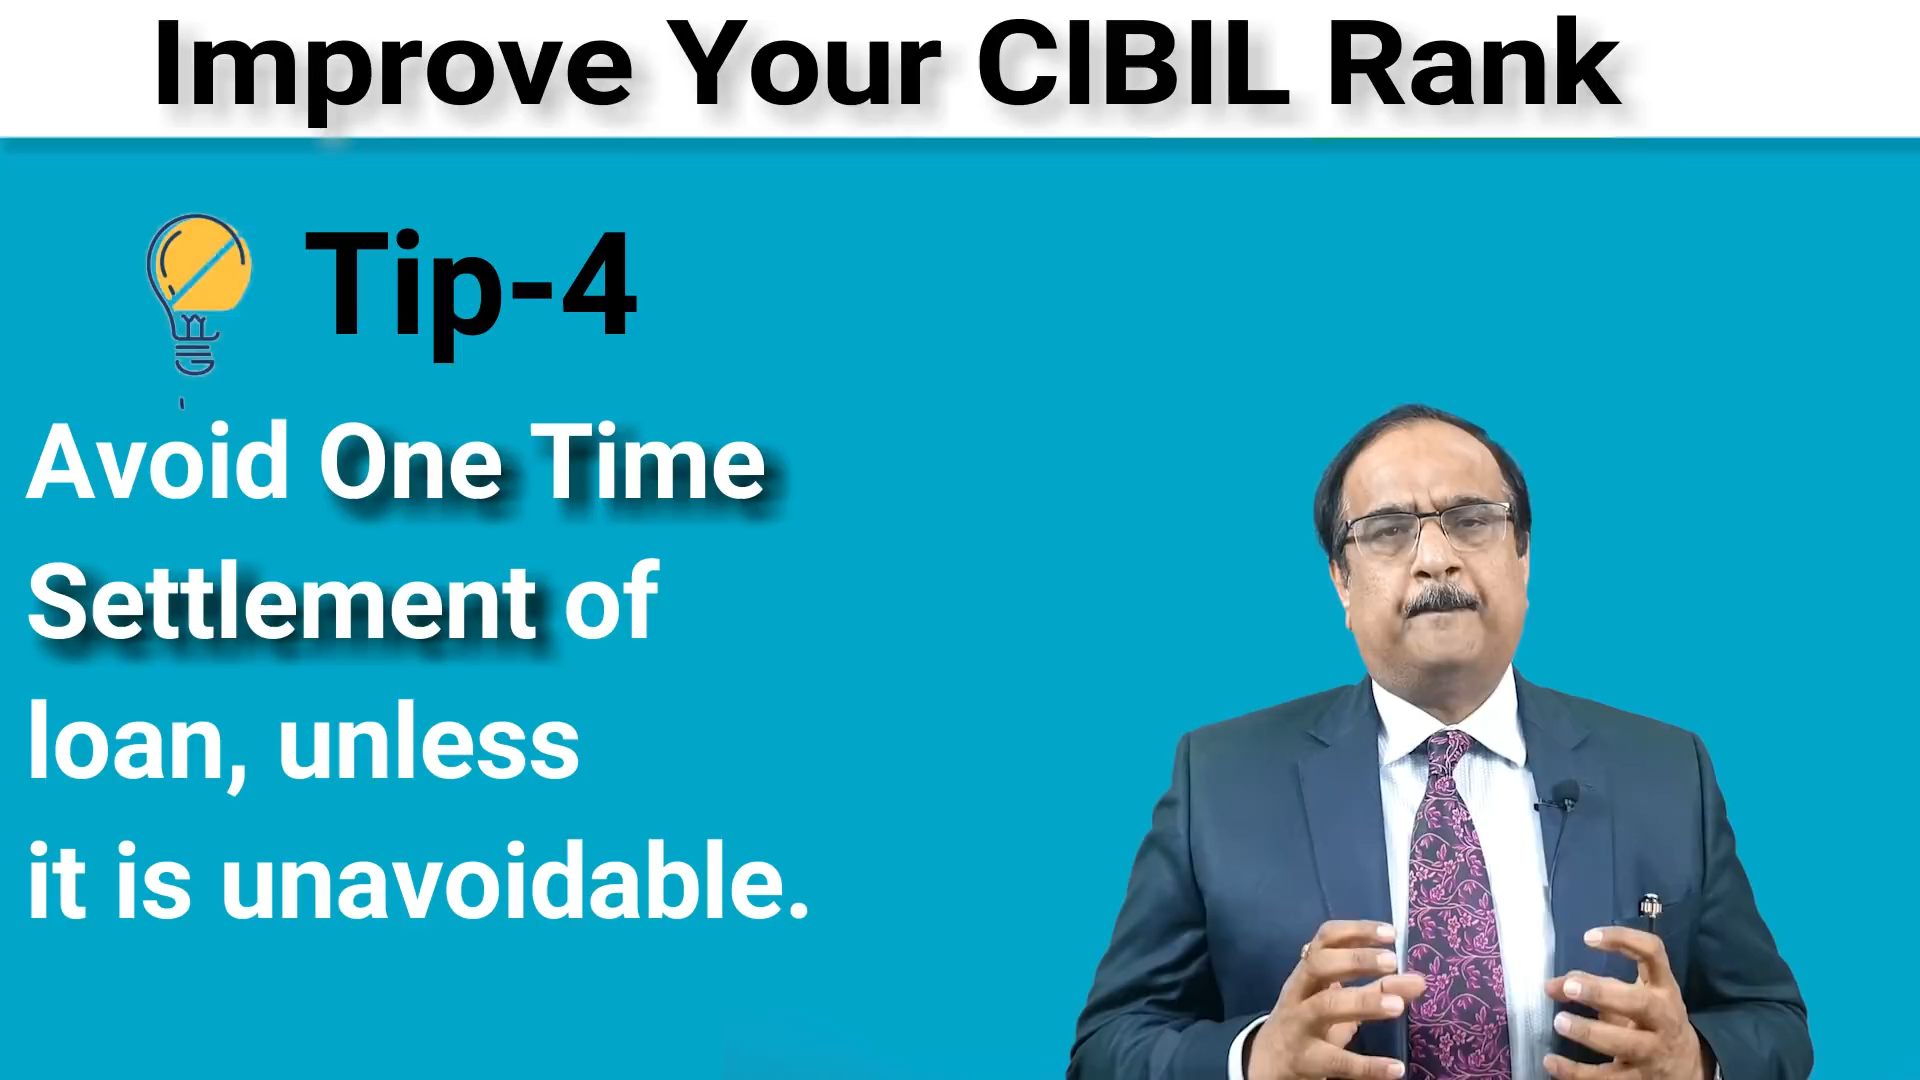 Improve Your CIBIL Rank
Tip-4
Avoid One Time
Settlement of
loan, unless
it is unavoidable.